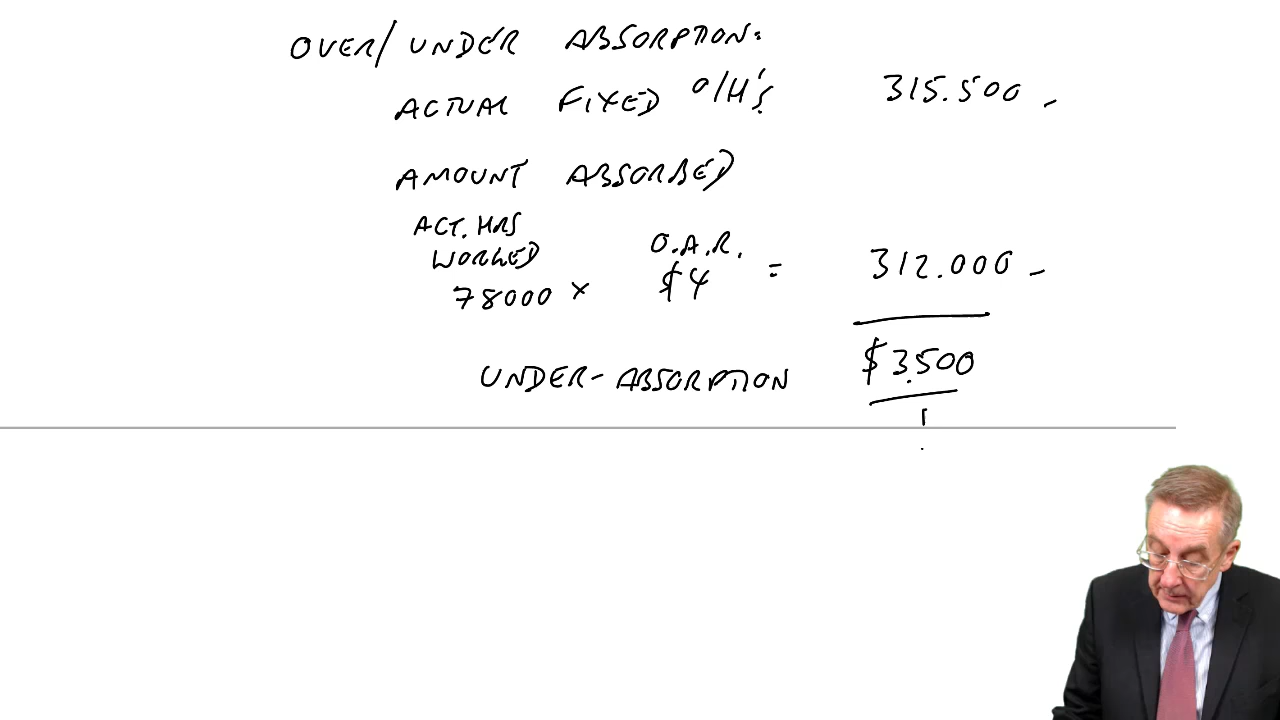 OVER/UNDER ABSORPTION:
ACTUAL FIXED O/H's 315.500 -
AMOUNT ABSORBED
ACT. HRS
WORKED O.A.R.
78000 × $4 = 312.000 -
UNDER-ABSORPTION $3.500